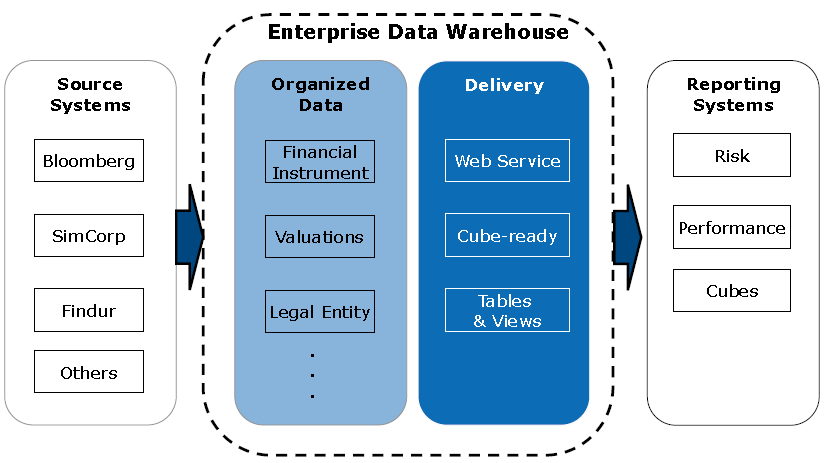 Enterprise Data Warehouse
Source
Systems
Bloomberg
SimCorp
Findur
Others
Organized
Data
Financial
Instrument
Valuations
Legal Entity
.
.
.
Delivery
Web Service
Cube-ready
Tables
& Views
Reporting
Systems
Risk
Performance
Cubes